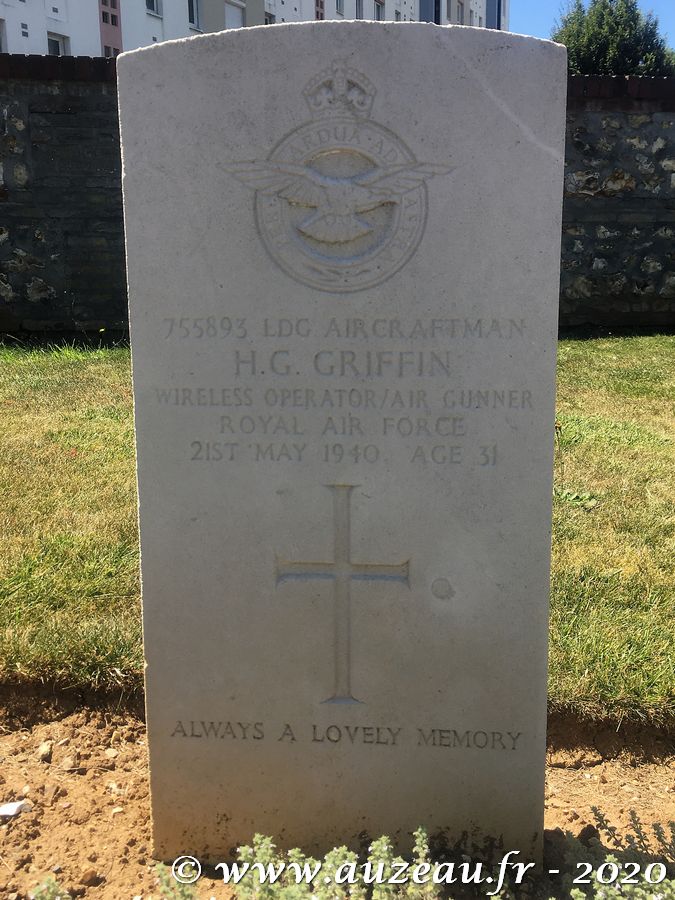 PER ARDUA AD ASTRA
755893 LDG AIRCRAFTMAN
H.G. GRIFFIN
WIRELESS OPERATOR/AIR GUNNER
ROYAL AIR FORCE
21ST MAY 1940 AGE 31
ALWAYS A LOVELY MEMORY
© www.auzeau.fr - 2020